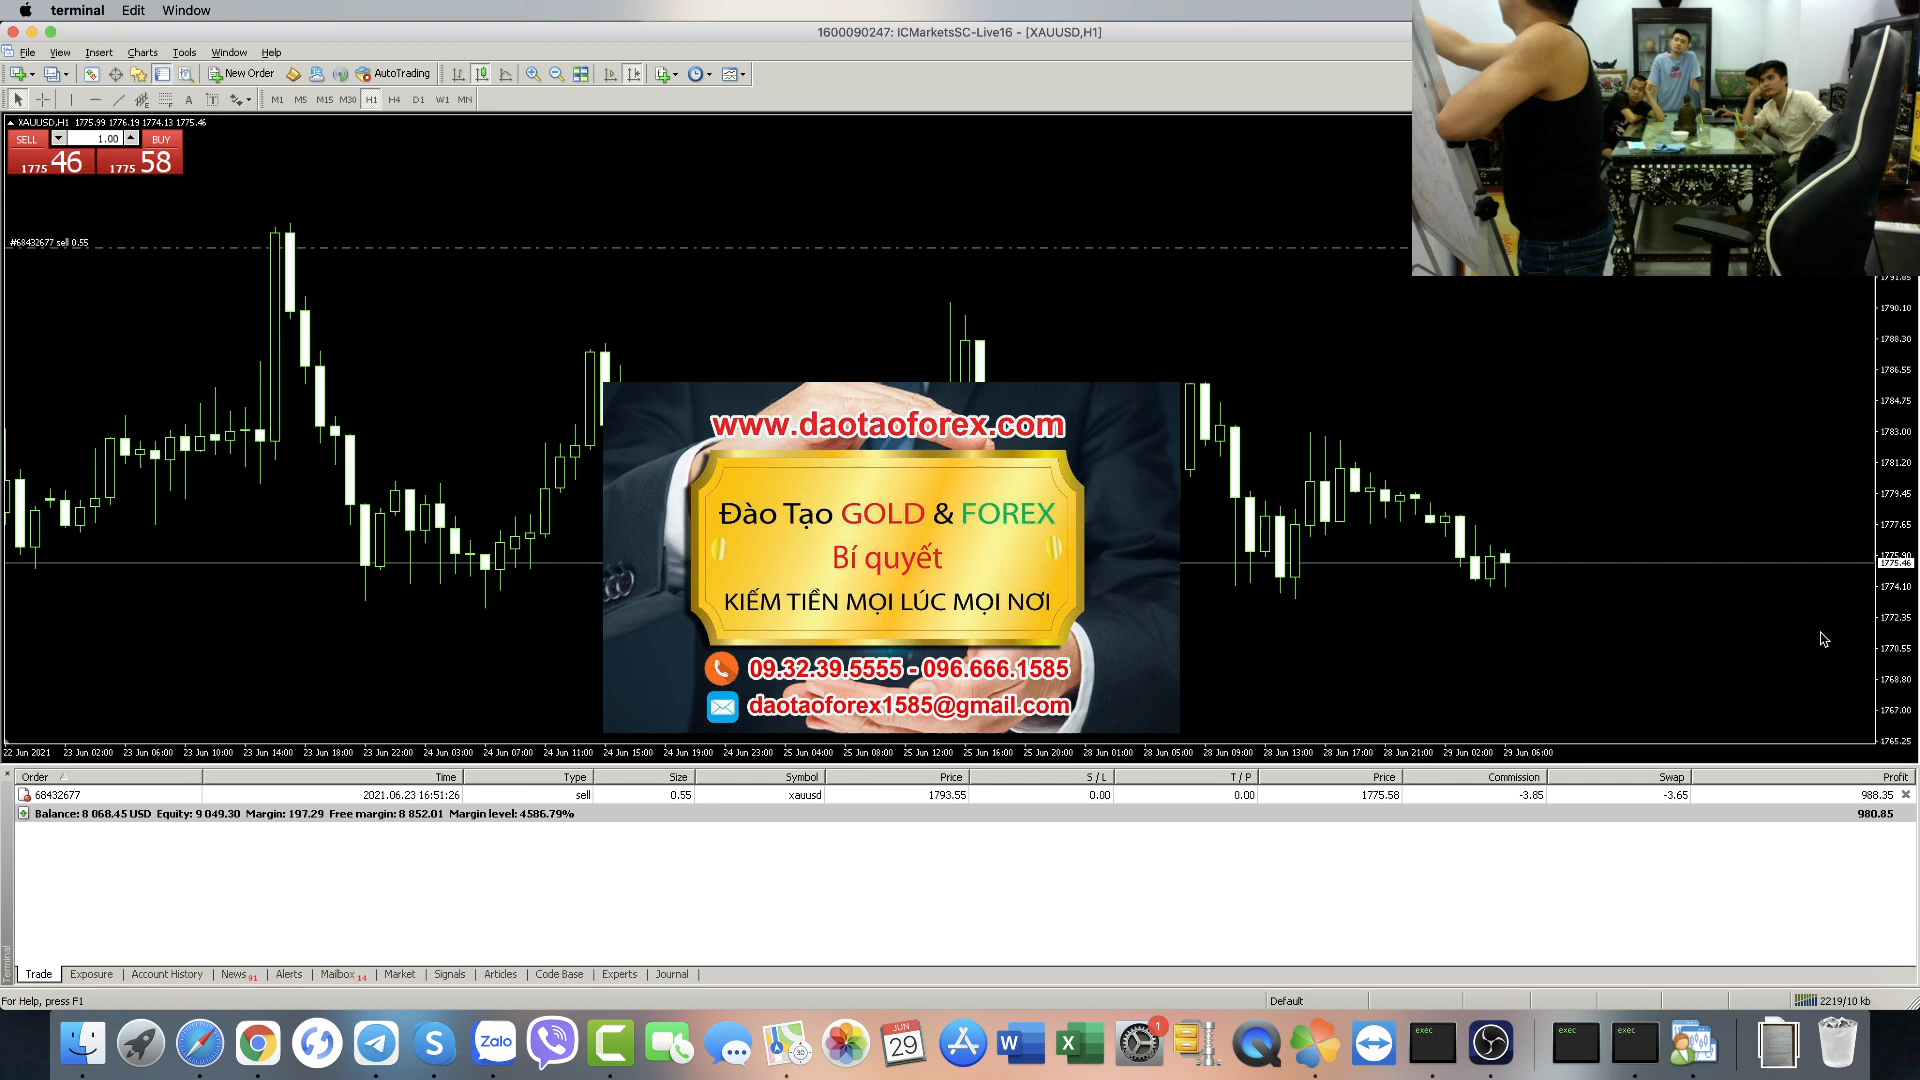 terminal Edit Window
1600090247: ICMarketsSC-Live16 - [XAUUSD,H1]
File View Insert Charts Tools Window Help
New Order AutoTrading
A T M1 M5 M15 M30 H1 H4 D1 W1 MN
XAUUSD,H1 1775.99 1776.19 1774.13 1775.46
SELL 1.00 BUY
1775 46 1775 58
#68432677 sell 0.55
1791.85
1790.10
1788.30
1786.55
1784.75
1783.00
1781.20
1779.45
1777.65
1775.90
1775.46
1774.10
1772.35
1770.55
1768.80
1767.00
1765.25
www.daotaoforex.com
Đào Tạo GOLD & FOREX
Bí quyết
KIẾM TIỀN MỌI LÚC MỌI NƠI
09.32.39.5555 - 096.666.1585
daotaoforex1585@gmail.com
22 Jun 2021 23 Jun 02:00 23 Jun 06:00 23 Jun 10:00 23 Jun 14:00 23 Jun 18:00 23 Jun 22:00 24 Jun 03:00 24 Jun 07:00 24 Jun 11:00 24 Jun 15:00 24 Jun 19:00 24 Jun 23:00 25 Jun 04:00 25 Jun 08:00 25 Jun 12:00 25 Jun 16:00 25 Jun 20:00 28 Jun 01:00 28 Jun 05:00 28 Jun 09:00 28 Jun 13:00 28 Jun 17:00 28 Jun 21:00 29 Jun 02:00 29 Jun 06:00
Order Time Type Size Symbol Price S / L T / P Price Commission Swap Profit
68432677 2021.06.23 16:51:26 sell 0.55 xauusd 1793.55 0.00 0.00 1775.58 -3.85 -3.65 988.35
Balance: 8 068.45 USD Equity: 9 049.30 Margin: 197.29 Free margin: 8 852.01 Margin level: 4586.79% 980.85
Terminal
Trade Exposure Account History News 91 Alerts Mailbox 14 Market Signals Articles Code Base Experts Journal
For Help, press F1 Default 2219/10 kb
Zalo JUN 29 W X 1 exec exec exec